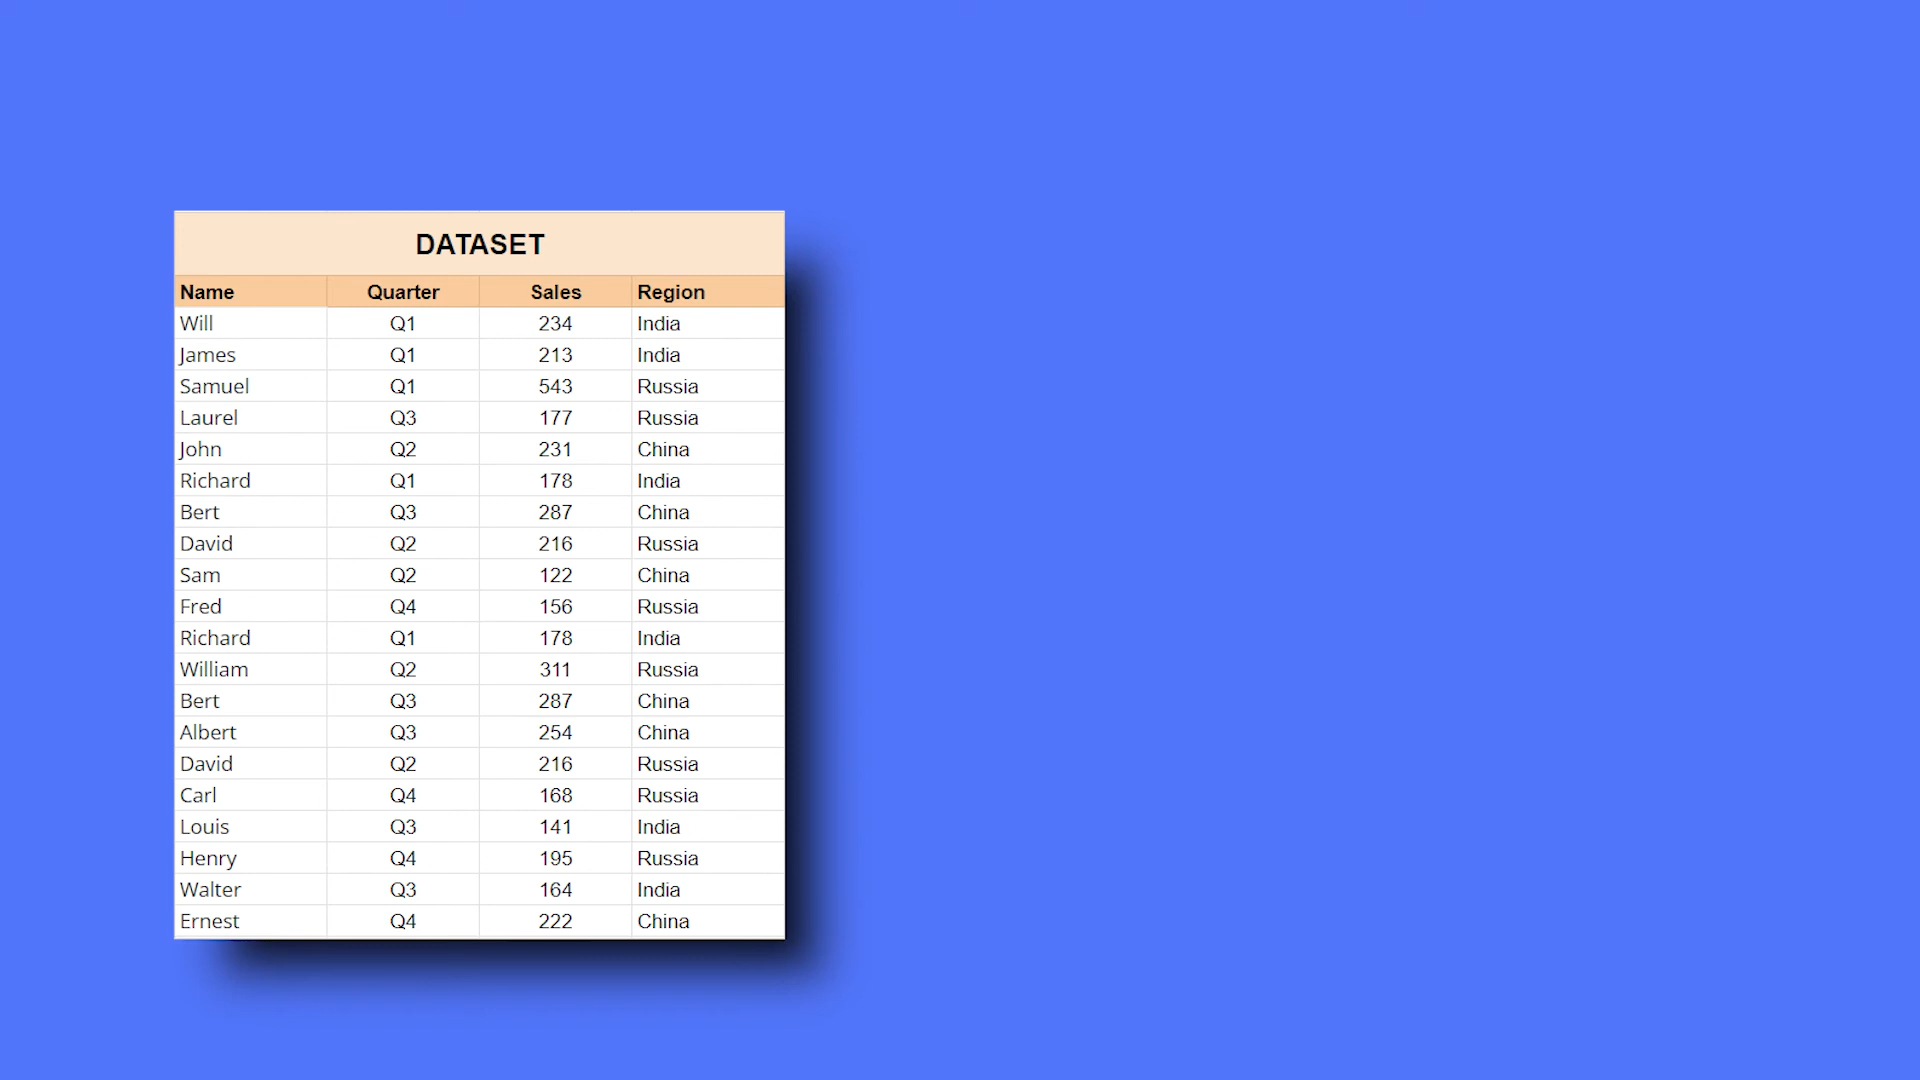 DATASET
Name Quarter Sales Region
Will Q1 234 India
James Q1 213 India
Samuel Q1 543 Russia
Laurel Q3 177 Russia
John Q2 231 China
Richard Q1 178 India
Bert Q3 287 China
David Q2 216 Russia
Sam Q2 122 China
Fred Q4 156 Russia
Richard Q1 178 India
William Q2 311 Russia
Bert Q3 287 China
Albert Q3 254 China
David Q2 216 Russia
Carl Q4 168 Russia
Louis Q3 141 India
Henry Q4 195 Russia
Walter Q3 164 India
Ernest Q4 222 China